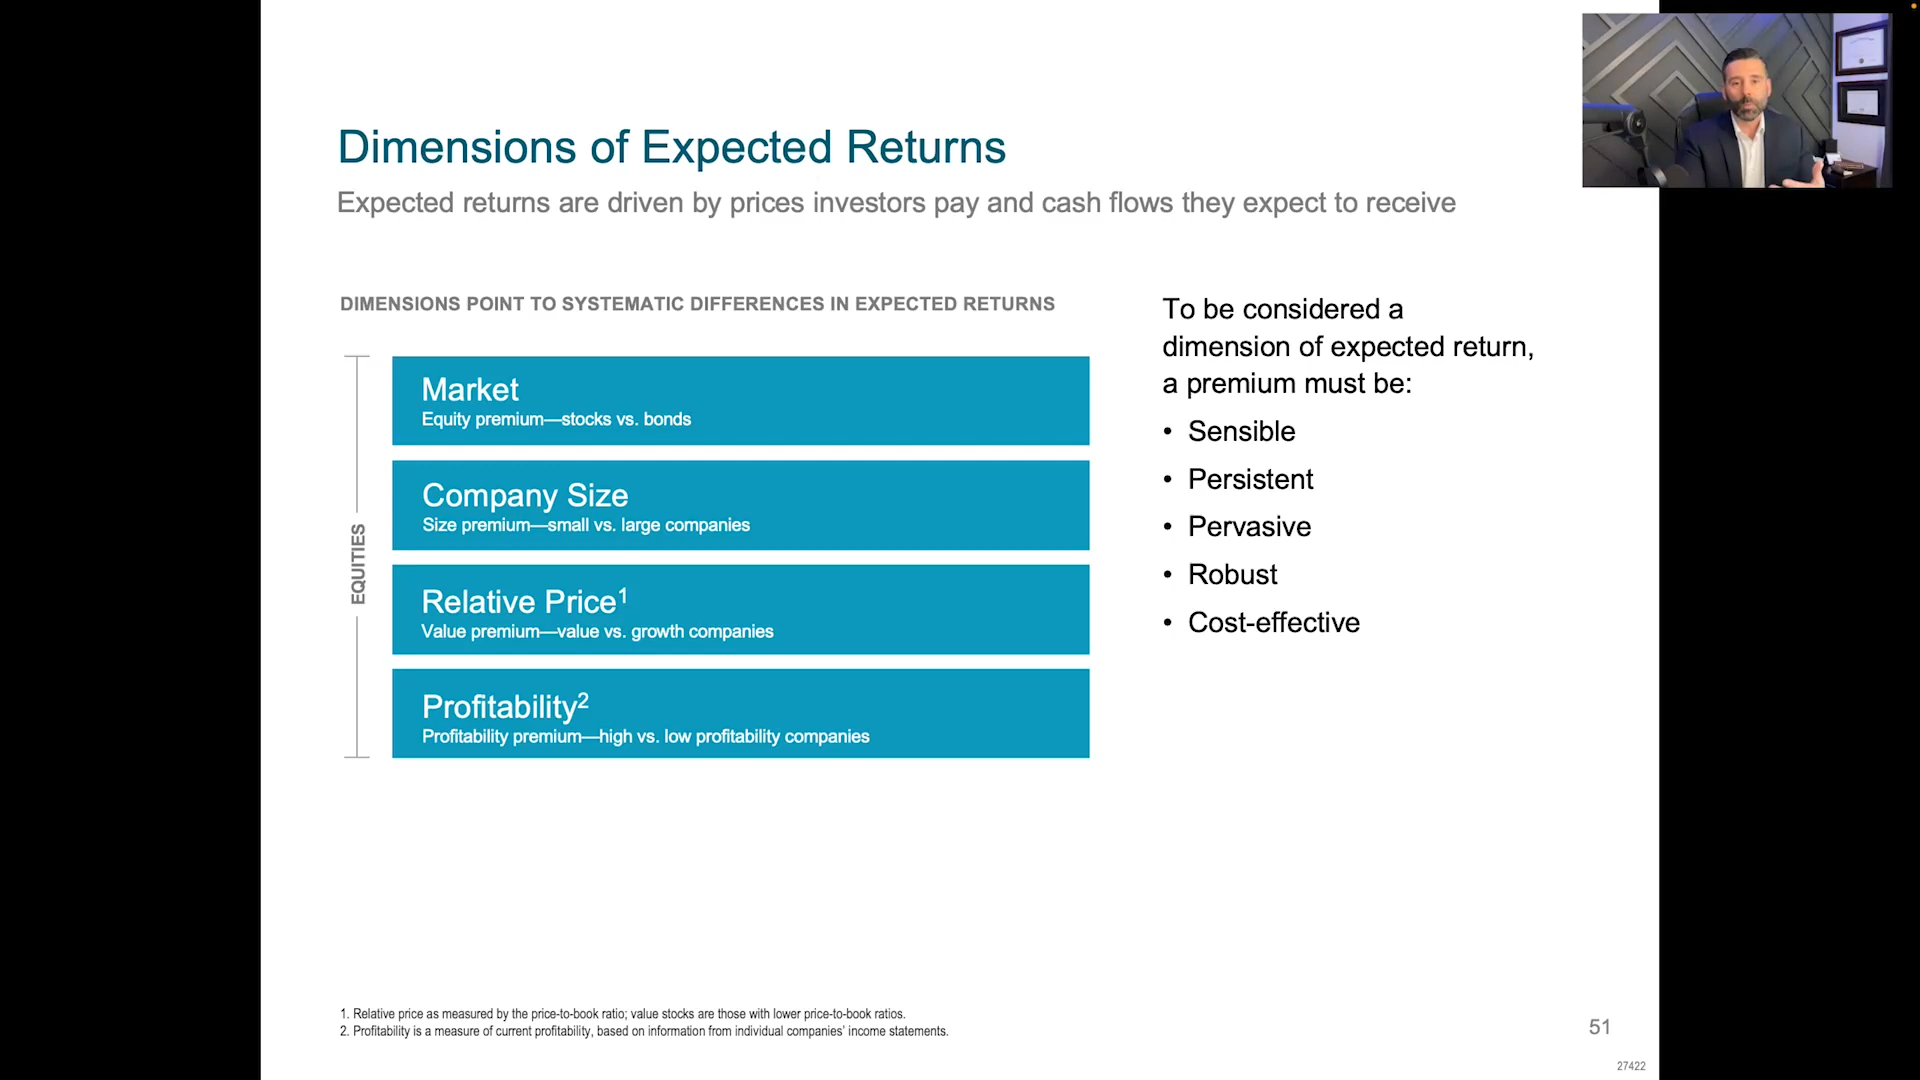 Dimensions of Expected Returns
Expected returns are driven by prices investors pay and cash flows they expect to receive
DIMENSIONS POINT TO SYSTEMATIC DIFFERENCES IN EXPECTED RETURNS
EQUITIES
Market
Equity premium—stocks vs. bonds
Company Size
Size premium—small vs. large companies
Relative Price1
Value premium—value vs. growth companies
Profitability2
Profitability premium—high vs. low profitability companies
To be considered a
dimension of expected return,
a premium must be:
• Sensible
• Persistent
• Pervasive
• Robust
• Cost-effective
1. Relative price as measured by the price-to-book ratio; value stocks are those with lower price-to-book ratios.
2. Profitability is a measure of current profitability, based on information from individual companies’ income statements.
51
27422